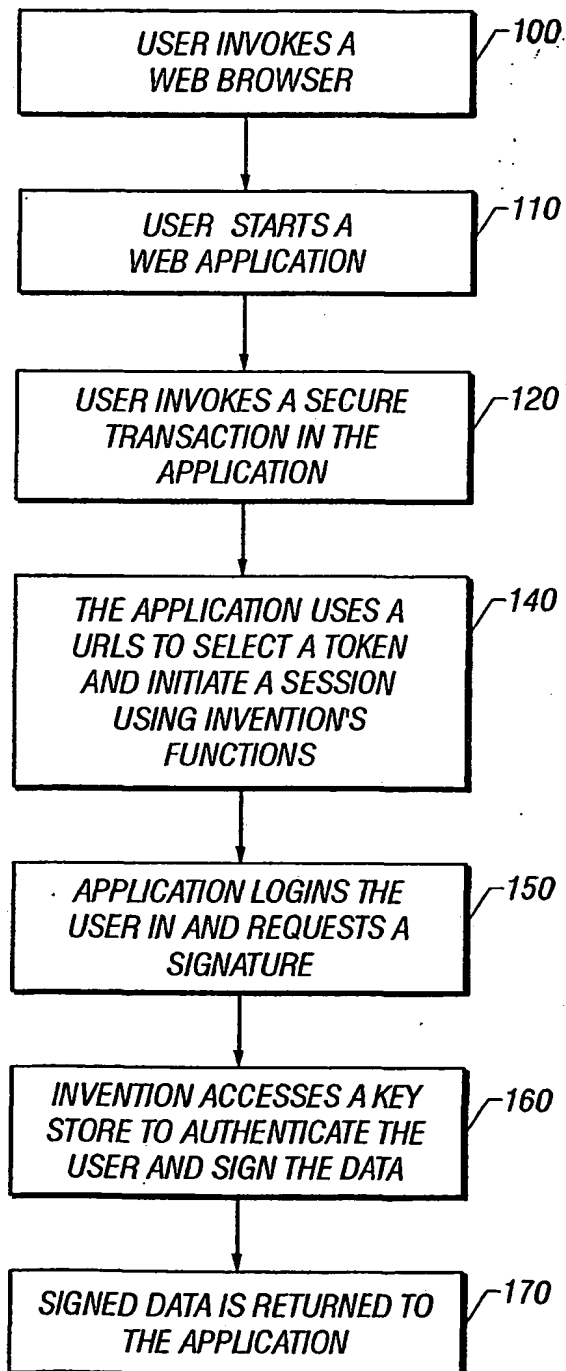 USER INVOKES A
WEB BROWSER
100
USER STARTS A
WEB APPLICATION
110
USER INVOKES A SECURE
TRANSACTION IN THE
APPLICATION
120
THE APPLICATION USES A
URLS TO SELECT A TOKEN
AND INITIATE A SESSION
USING INVENTION'S
FUNCTIONS
140
APPLICATION LOGINS THE
USER IN AND REQUESTS A
SIGNATURE
150
INVENTION ACCESSES A KEY
STORE TO AUTHENTICATE THE
USER AND SIGN THE DATA
160
SIGNED DATA IS RETURNED TO
THE APPLICATION
170